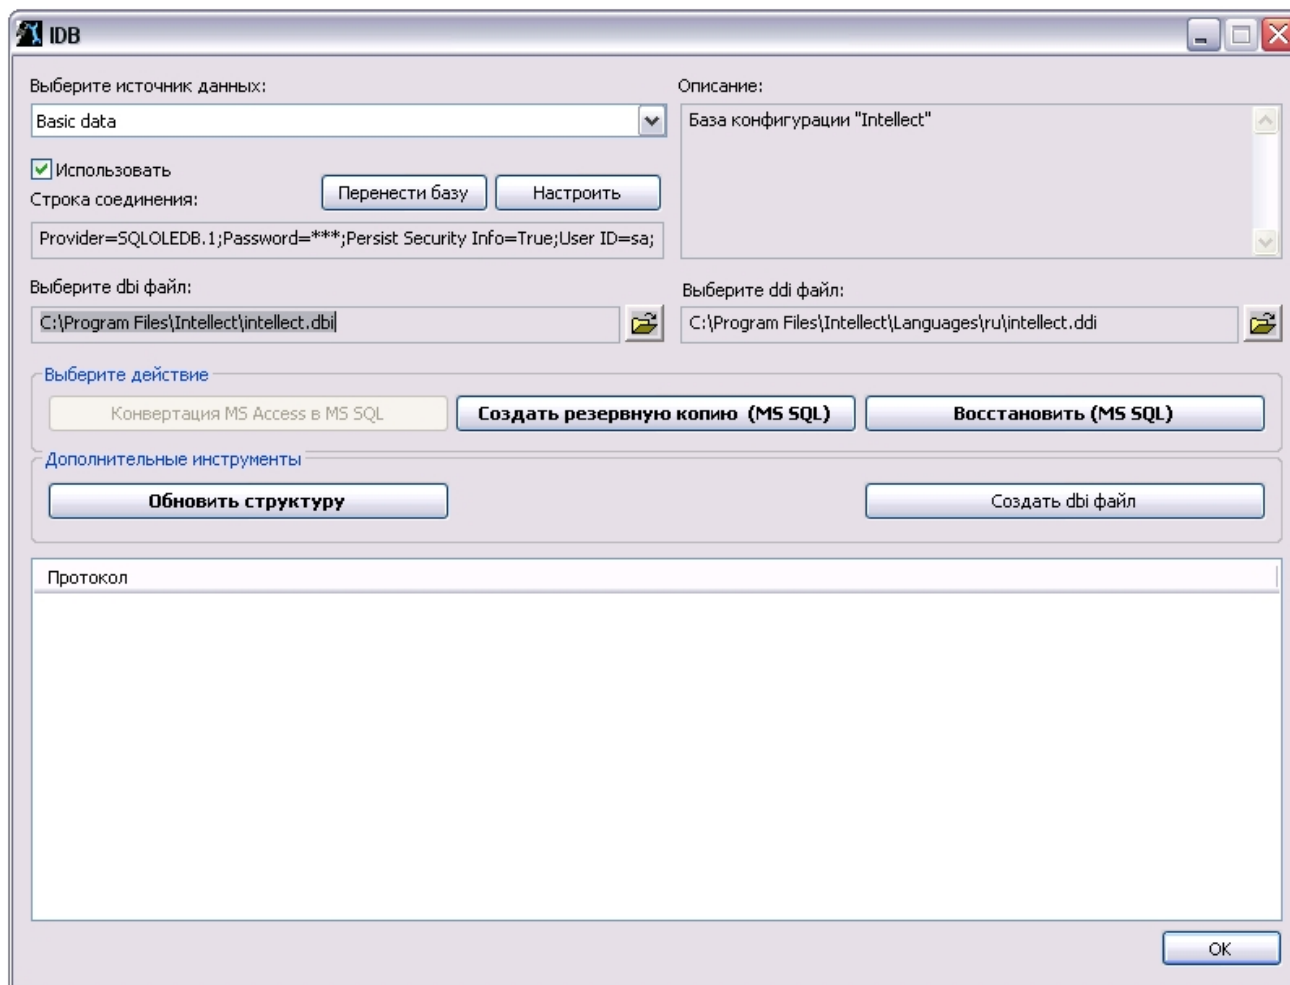 IDB
Выберите источник данных:
Описание:
Basic data
База конфигурации "Intellect"
Использовать
Строка соединения:
Перенести базу
Настроить
Provider=SQLOLEDB.1;Password=***;Persist Security Info=True;User ID=sa;
Выберите dbi файл:
Выберите ddi файл:
C:\Program Files\Intellect\intellect.dbi
C:\Program Files\Intellect\Languages\ru\intellect.ddi
Выберите действие
Конвертация MS Access в MS SQL
Создать резервную копию (MS SQL)
Восстановить (MS SQL)
Дополнительные инструменты
Обновить структуру
Создать dbi файл
Протокол
OK